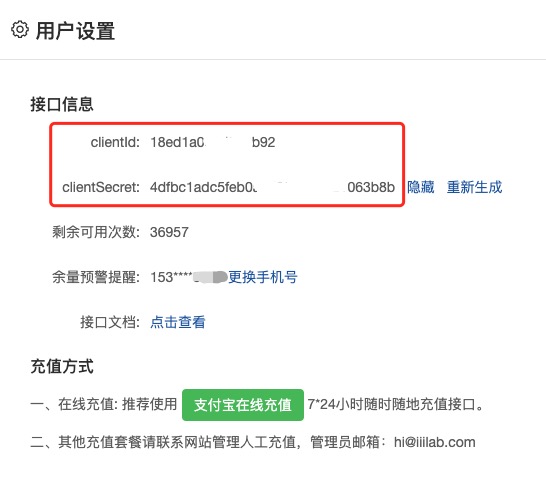 用户设置
接口信息
clientId: 18ed1a0 b92
clientSecret: 4dfbc1adc5feb0 063b8b 隐藏 重新生成
剩余可用次数: 36957
余量预警提醒: 153**** 更换手机号
接口文档: 点击查看
充值方式
一、在线充值: 推荐使用 支付宝在线充值 7*24小时随时随地充值接口。
二、其他充值套餐请联系网站管理人工充值，管理员邮箱：hi@iiilab.com